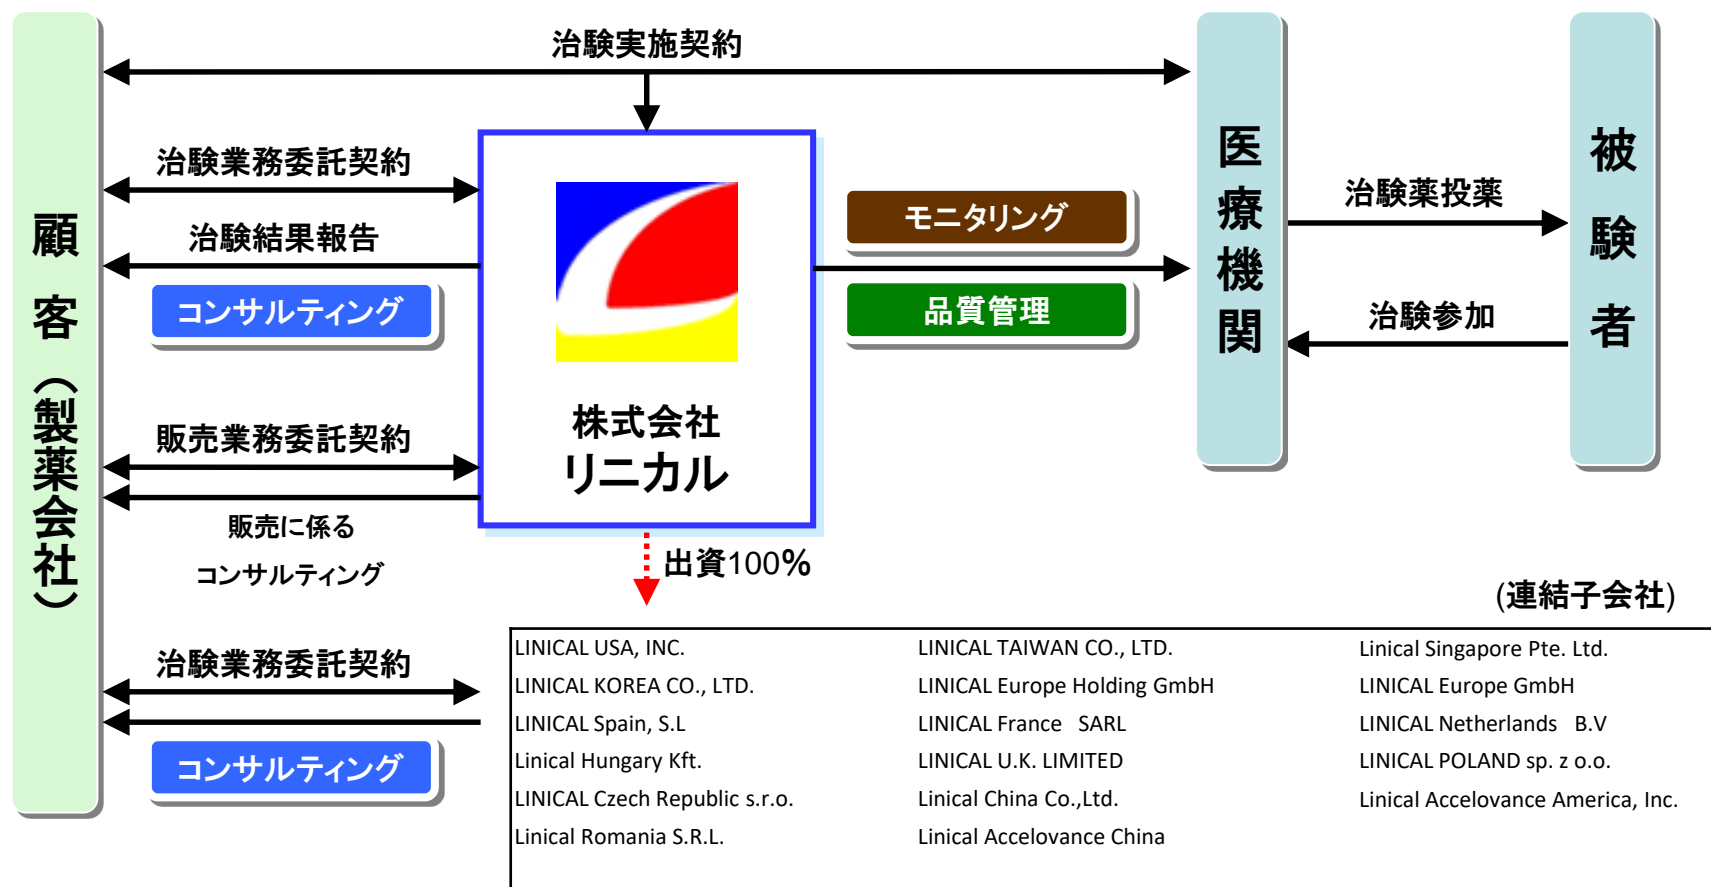 治験実施契約
顧客（製薬会社）
治験業務委託契約
治験結果報告
コンサルティング
販売業務委託契約
販売に係る
コンサルティング
株式会社
リニカル
モニタリング
品質管理
医療機関
治験薬投薬
治験参加
被験者
出資100%
(連結子会社)
治験業務委託契約
コンサルティング
LINICAL USA, INC. LINICAL TAIWAN CO., LTD. Linical Singapore Pte. Ltd.
LINICAL KOREA CO., LTD. LINICAL Europe Holding GmbH LINICAL Europe GmbH
LINICAL Spain, S.L LINICAL France SARL LINICAL Netherlands B.V
Linical Hungary Kft. LINICAL U.K. LIMITED LINICAL POLAND sp. z o.o.
LINICAL Czech Republic s.r.o. Linical China Co.,Ltd. Linical Accelovance America, Inc.
Linical Romania S.R.L. Linical Accelovance China